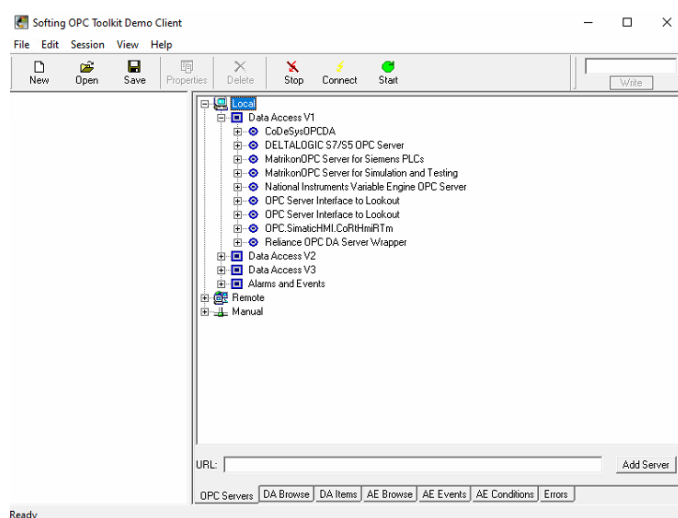 Softing OPC Toolkit Demo Client
File Edit Session View Help
New Open Save Properties Delete Stop Connect Start Write
Local
Data Access V1
CoDeSysOPCDA
DELTALOGIC S7/S5 OPC Server
MatrikonOPC Server for Siemens PLCs
MatrikonOPC Server for Simulation and Testing
National Instruments Variable Engine OPC Server
OPC Server Interface to Lookout
OPC Server Interface to Lookout
OPC.SimaticHMI.CoRtHmiRTm
Reliance OPC DA Server Wrapper
Data Access V2
Data Access V3
Alarms and Events
Remote
Manual
URL: Add Server
OPC Servers DA Browse DA Items AE Browse AE Events AE Conditions Errors
Ready